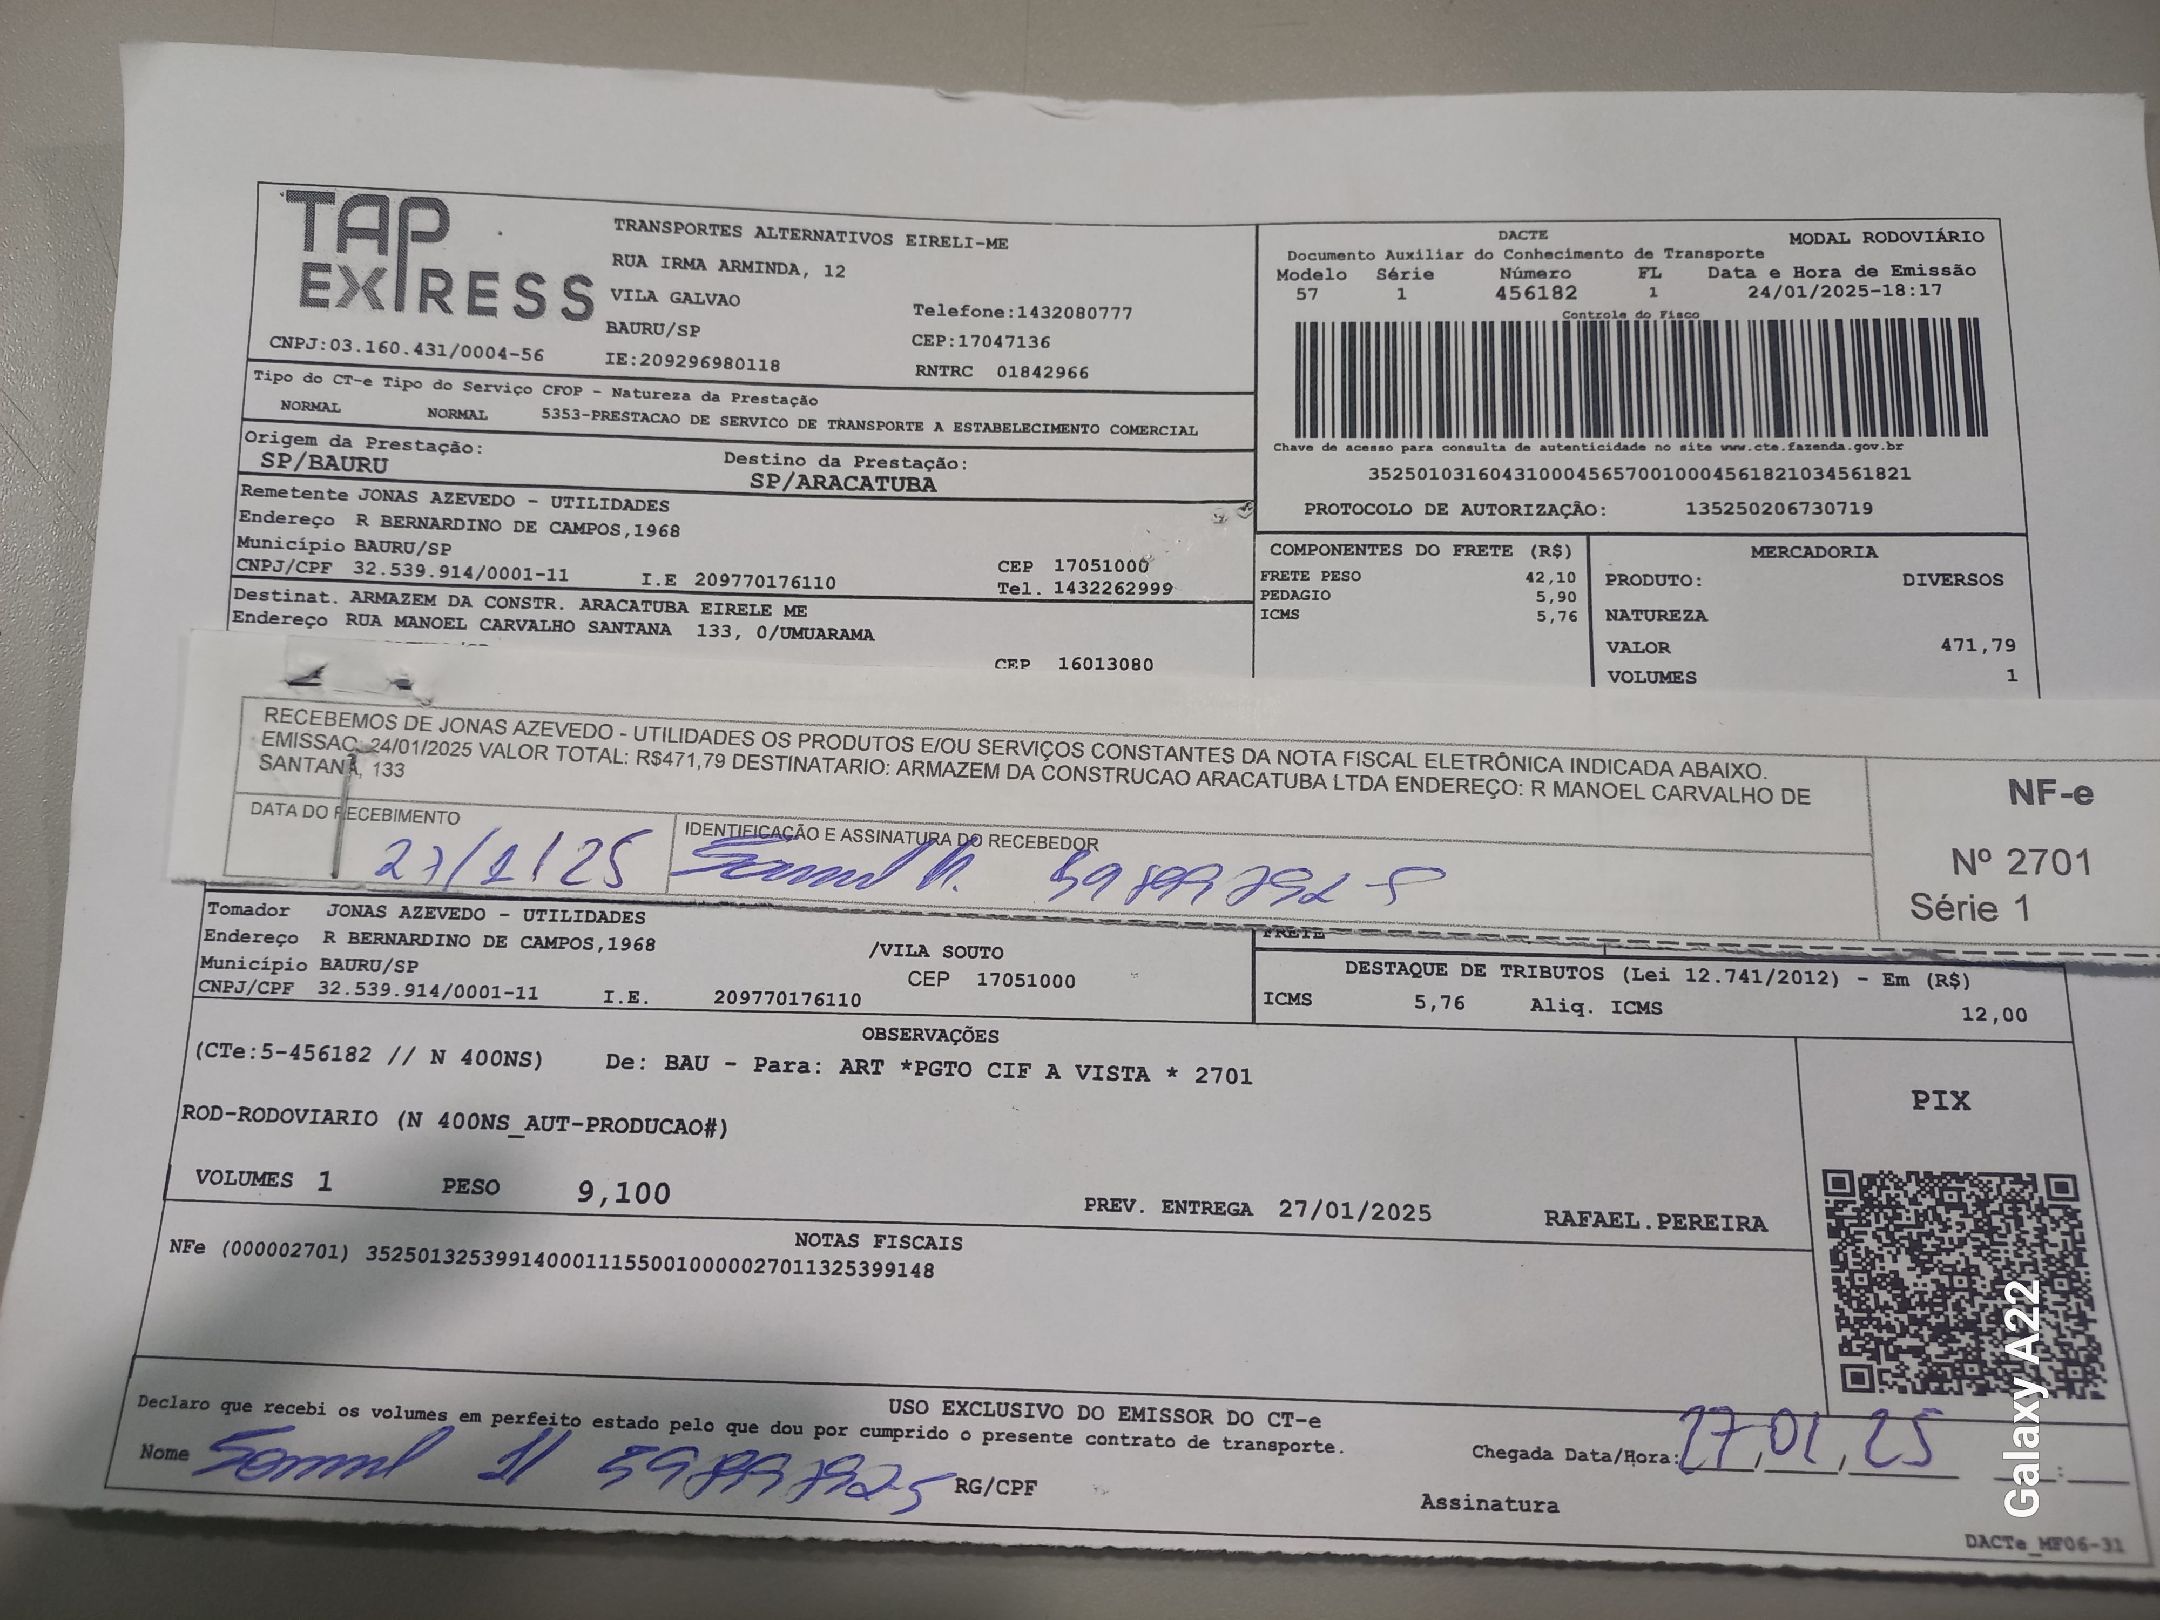 TAP EXPRESS
TRANSPORTES ALTERNATIVOS EIRELI-ME
RUA IRMA ARMINDA, 12
VILA GALVAO
Telefone:1432080777
BAURU/SP
CEP:17047136
CNPJ:03.160.431/0004-56
IE:209296980118
RNTRC 01842966
DACTE
MODAL RODOVIÁRIO
Documento Auxiliar do Conhecimento de Transporte
Modelo Série Número FL Data e Hora de Emissão
57 1 456182 1 24/01/2025-18:17
Controle do Fisco
Chave de acesso para consulta de autenticidade no site www.cte.fazenda.gov.br
35250103160431000456570010004561821034561821
PROTOCOLO DE AUTORIZAÇÃO: 135250206730719
Tipo do CT-e Tipo do Serviço CFOP - Natureza da Prestação
NORMAL NORMAL 5353-PRESTACAO DE SERVICO DE TRANSPORTE A ESTABELECIMENTO COMERCIAL
Origem da Prestação: Destino da Prestação:
SP/BAURU SP/ARACATUBA
Remetente JONAS AZEVEDO - UTILIDADES
Endereço R BERNARDINO DE CAMPOS,1968
Município BAURU/SP CEP 17051000
CNPJ/CPF 32.539.914/0001-11 I.E 209770176110 Tel. 1432262999
Destinat. ARMAZEM DA CONSTR. ARACATUBA EIRELE ME
Endereço RUA MANOEL CARVALHO SANTANA 133, 0/UMUARAMA
CEP 16013080
COMPONENTES DO FRETE (R$)
FRETE PESO 42,10
PEDAGIO 5,90
ICMS 5,76
MERCADORIA
PRODUTO: DIVERSOS
NATUREZA
VALOR 471,79
VOLUMES 1
RECEBEMOS DE JONAS AZEVEDO - UTILIDADES OS PRODUTOS E/OU SERVIÇOS CONSTANTES DA NOTA FISCAL ELETRÔNICA INDICADA ABAIXO.
EMISSAO: 24/01/2025 VALOR TOTAL: R$471,79 DESTINATARIO: ARMAZEM DA CONSTRUCAO ARACATUBA LTDA ENDEREÇO: R MANOEL CARVALHO DE
SANTANA, 133
DATA DO RECEBIMENTO
27/1/25
IDENTIFICAÇÃO E ASSINATURA DO RECEBEDOR
NF-e
Nº 2701
Série 1
Tomador JONAS AZEVEDO - UTILIDADES
Endereço R BERNARDINO DE CAMPOS,1968 /VILA SOUTO
Município BAURU/SP CEP 17051000
CNPJ/CPF 32.539.914/0001-11 I.E. 209770176110
FRETE
DESTAQUE DE TRIBUTOS (Lei 12.741/2012) - Em (R$)
ICMS 5,76 Aliq. ICMS 12,00
OBSERVAÇÕES
(CTe:5-456182 // N 400NS) De: BAU - Para: ART *PGTO CIF A VISTA * 2701
ROD-RODOVIARIO (N 400NS_AUT-PRODUCAO#)
VOLUMES 1 PESO 9,100
PREV. ENTREGA 27/01/2025 RAFAEL.PEREIRA
PIX
NOTAS FISCAIS
NFe (000002701) 35250132539914000111550010000027011325399148
USO EXCLUSIVO DO EMISSOR DO CT-e
Declaro que recebi os volumes em perfeito estado pelo que dou por cumprido o presente contrato de transporte.
Nome RG/CPF
Chegada Data/Hora: 27,01,25
Assinatura
DACTe_MF06-31
Galaxy A22